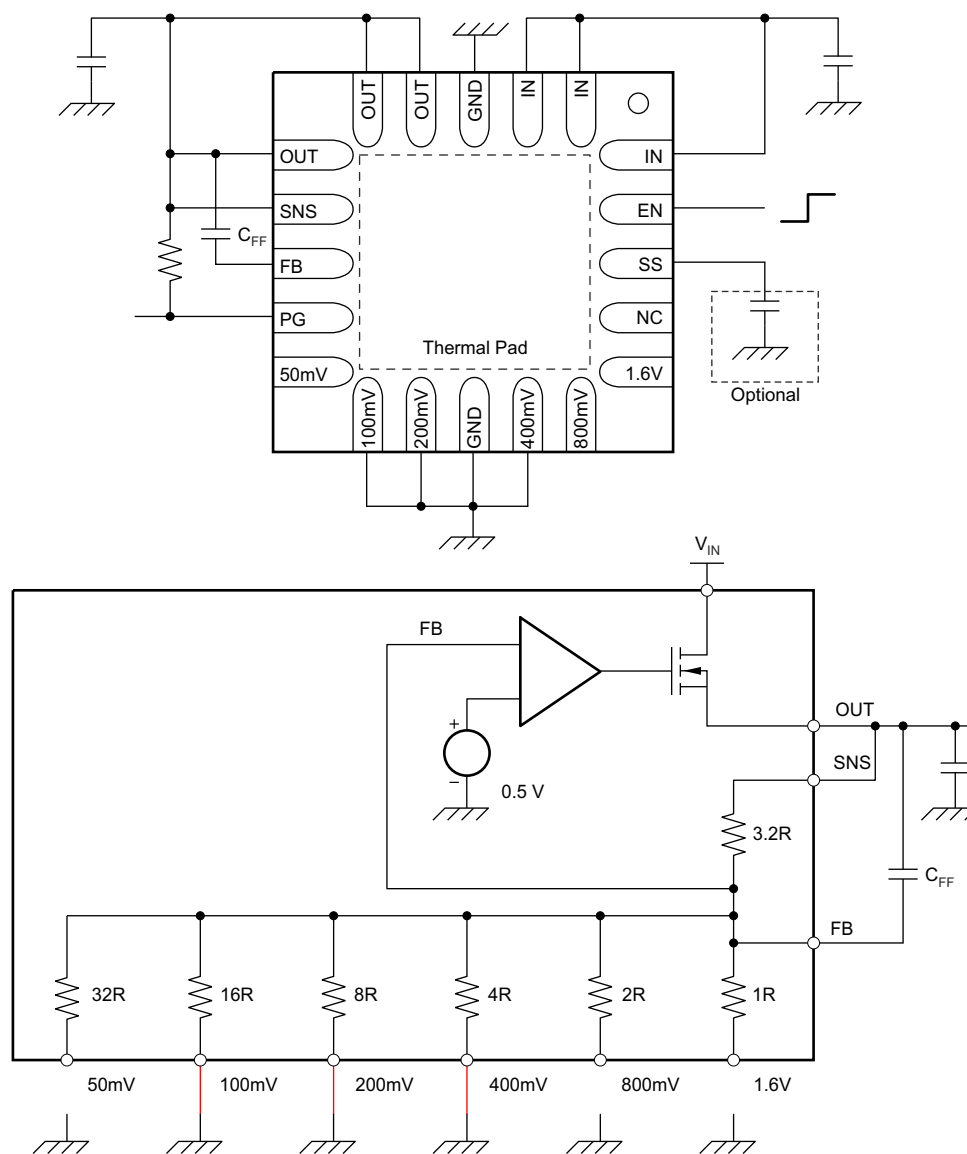 OUT
OUT
GND
IN
IN
OUT
SNS
FB
PG
50mV
C_FF
IN
EN
SS
NC
1.6V
Thermal Pad
100mV
200mV
GND
400mV
800mV
Optional
V_IN
FB
+
−
0.5 V
OUT
SNS
3.2R
C_FF
FB
32R
16R
8R
4R
2R
1R
50mV
100mV
200mV
400mV
800mV
1.6V